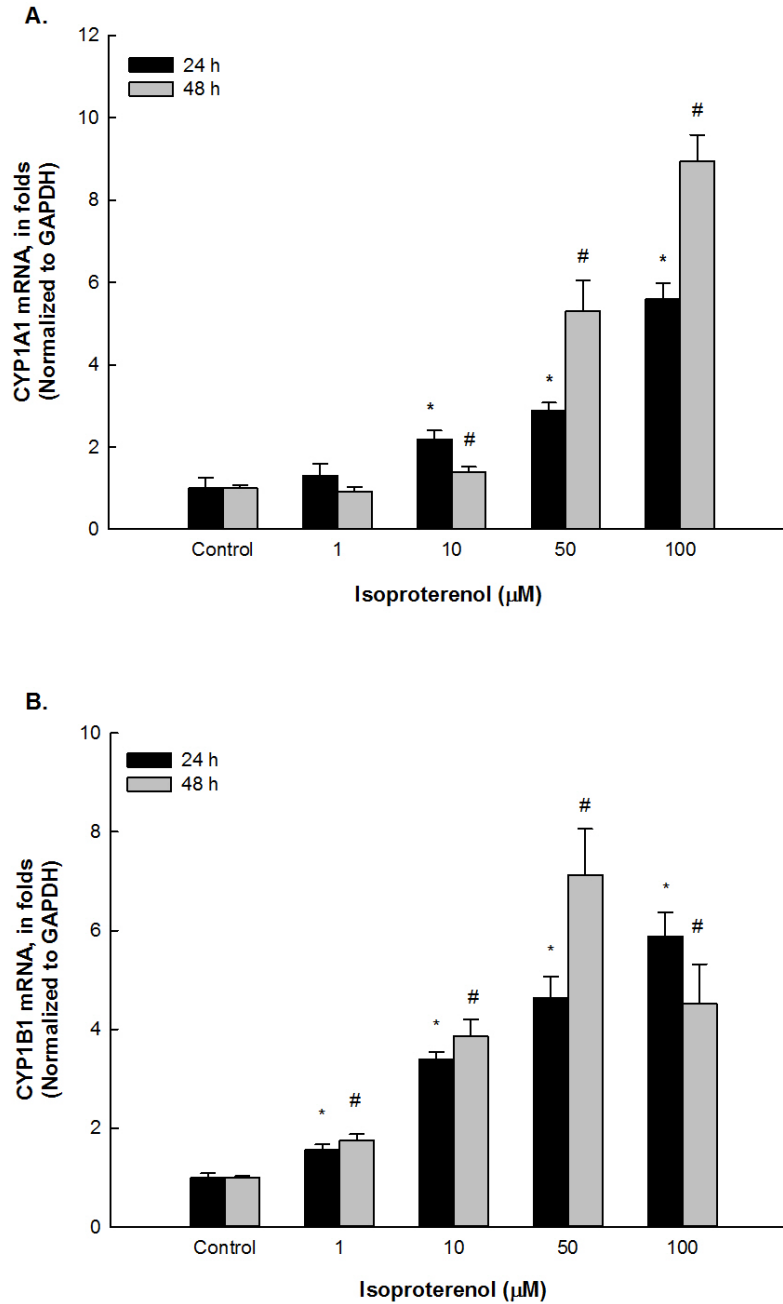 A.
12
10
8
6
4
2
0
CYP1A1 mRNA, in folds
(Normalized to GAPDH)
24 h
48 h
*
#
*
#
*
#
Control 1 10 50 100
Isoproterenol (μM)
B.
10
8
6
4
2
0
CYP1B1 mRNA, in folds
(Normalized to GAPDH)
24 h
48 h
*
#
*
#
*
#
*
#
Control 1 10 50 100
Isoproterenol (μM)